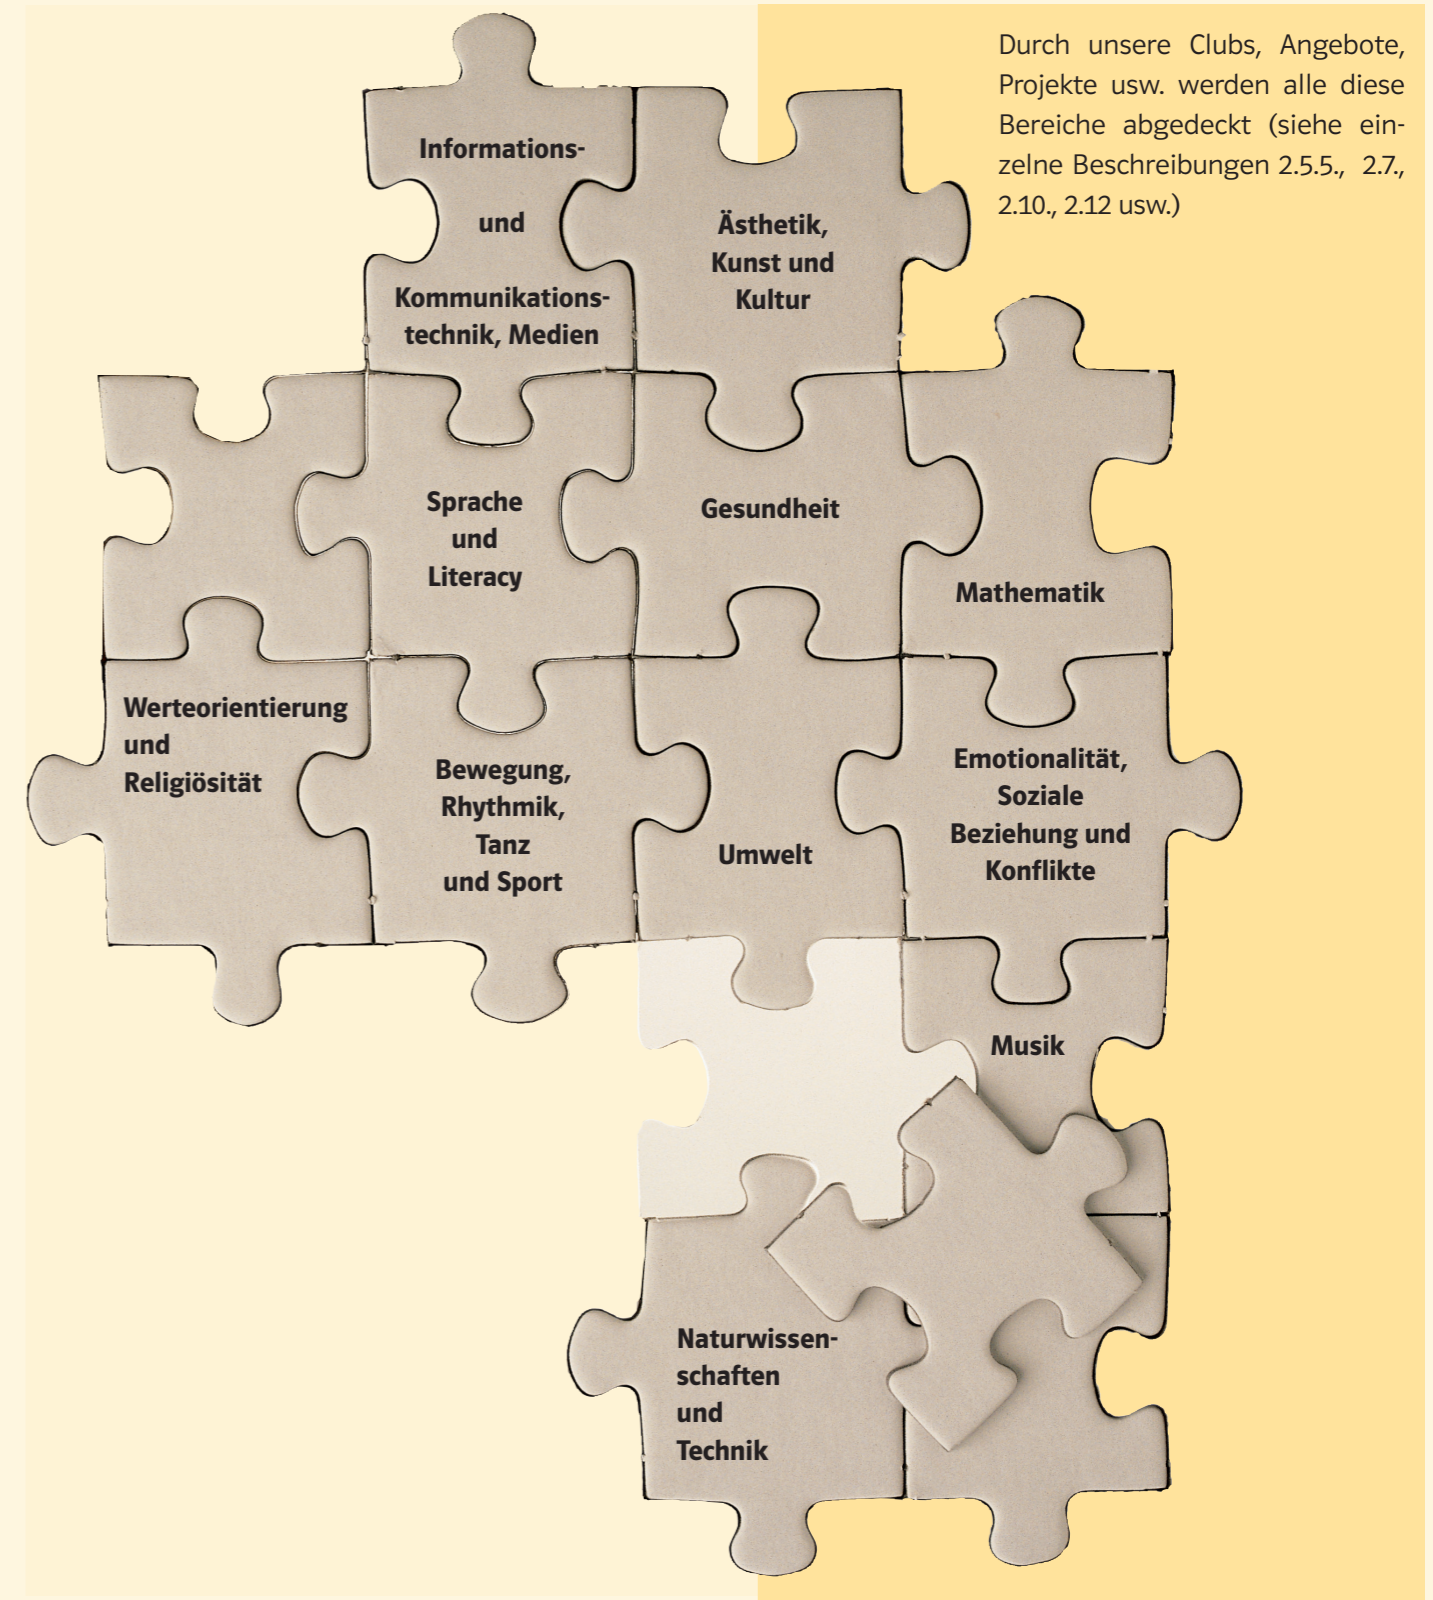 Durch unsere Clubs, Angebote,
Projekte usw. werden alle diese
Bereiche abgedeckt (siehe ein-
zelne Beschreibungen 2.5.5., 2.7.,
2.10., 2.12 usw.)
Informations-
und
Kommunikations-
technik, Medien
Ästhetik,
Kunst und
Kultur
Sprache
und
Literacy
Gesundheit
Mathematik
Werteorientierung
und
Religiösität
Bewegung,
Rhythmik,
Tanz
und Sport
Umwelt
Emotionalität,
Soziale
Beziehung und
Konflikte
Musik
Naturwissen-
schaften
und
Technik